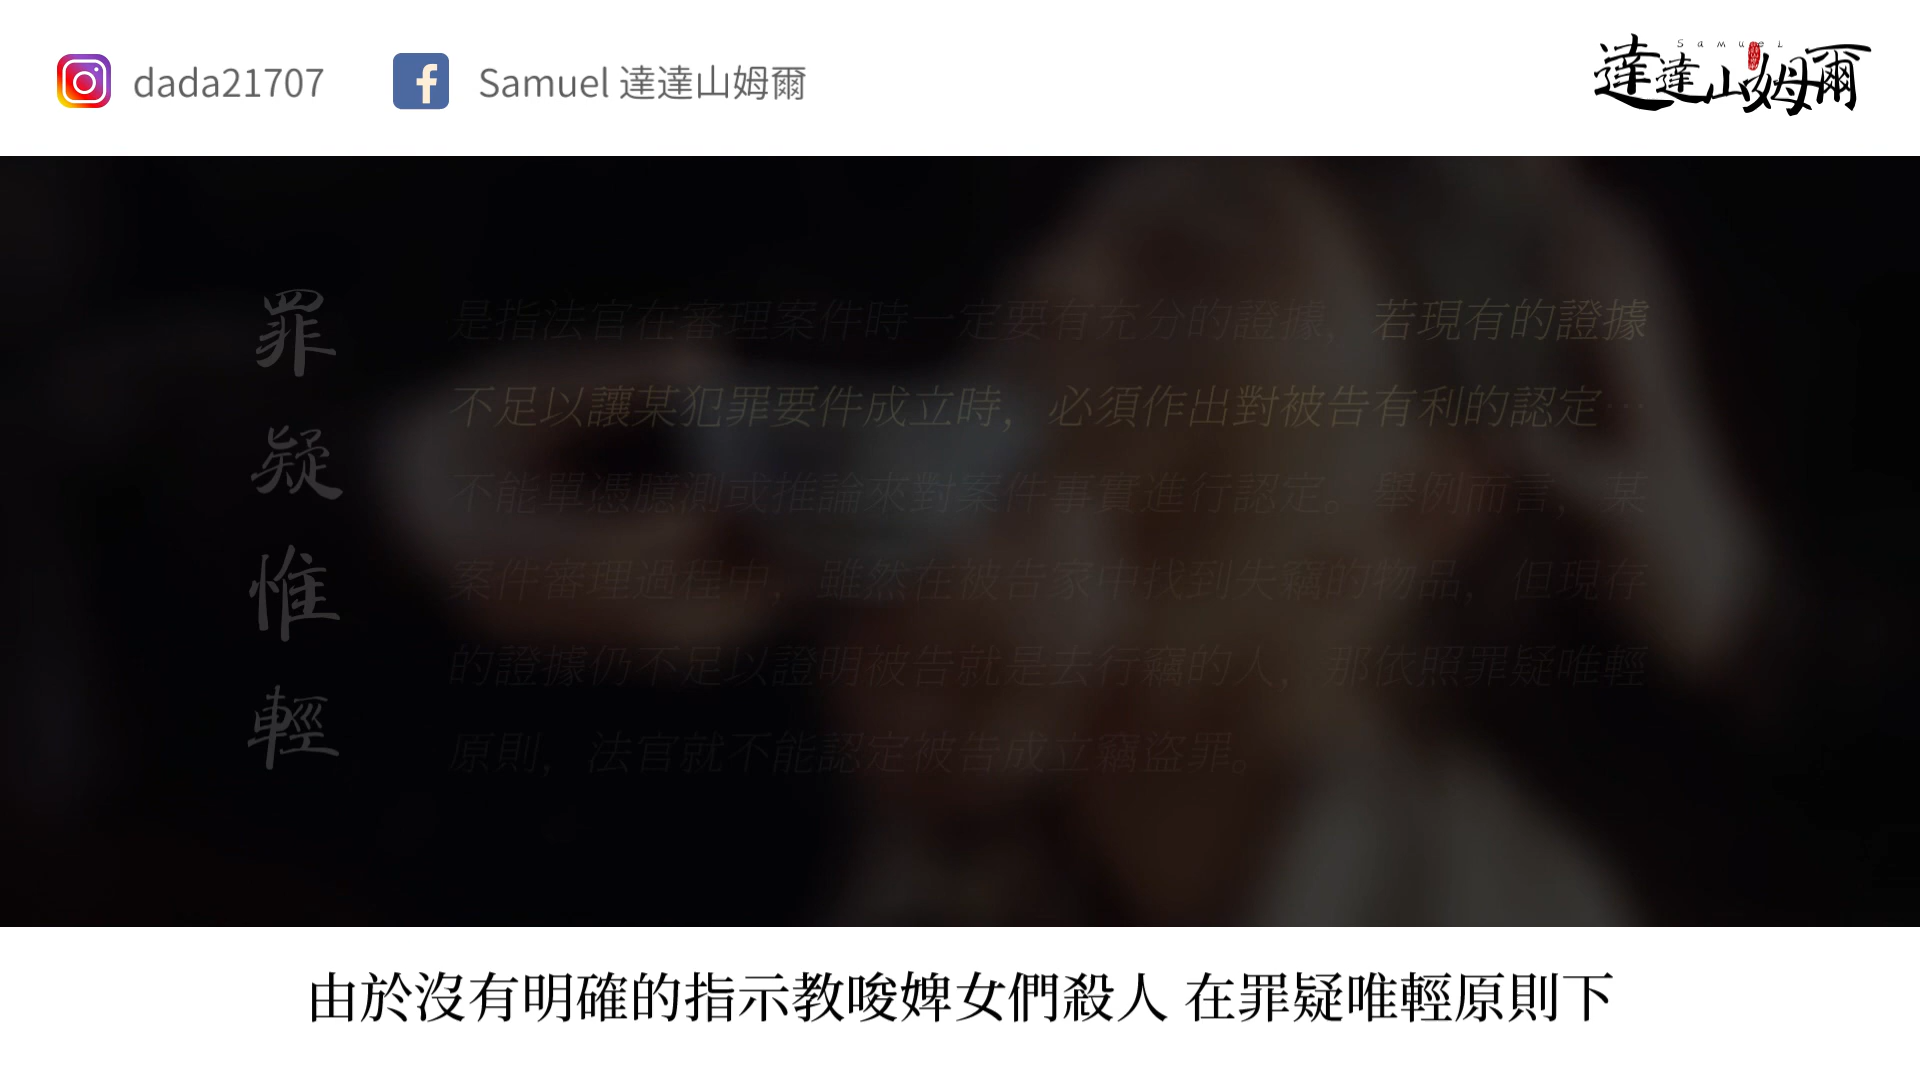 dada21707
Samuel 達達山姆爾
Samuel
達達山姆爾
罪疑惟輕
是指法官在審理案件時一定要有充分的證據，若現有的證據
不足以讓某犯罪要件成立時，必須作出對被告有利的認定…
不能單憑臆測或推論來對案件事實進行認定。舉例而言，某
案件審理過程中，雖然在被告家中找到失竊的物品，但現存
的證據仍不足以證明被告就是去行竊的人，那依照罪疑唯輕
原則，法官就不能認定被告成立竊盜罪。
由於沒有明確的指示教唆婢女們殺人 在罪疑唯輕原則下